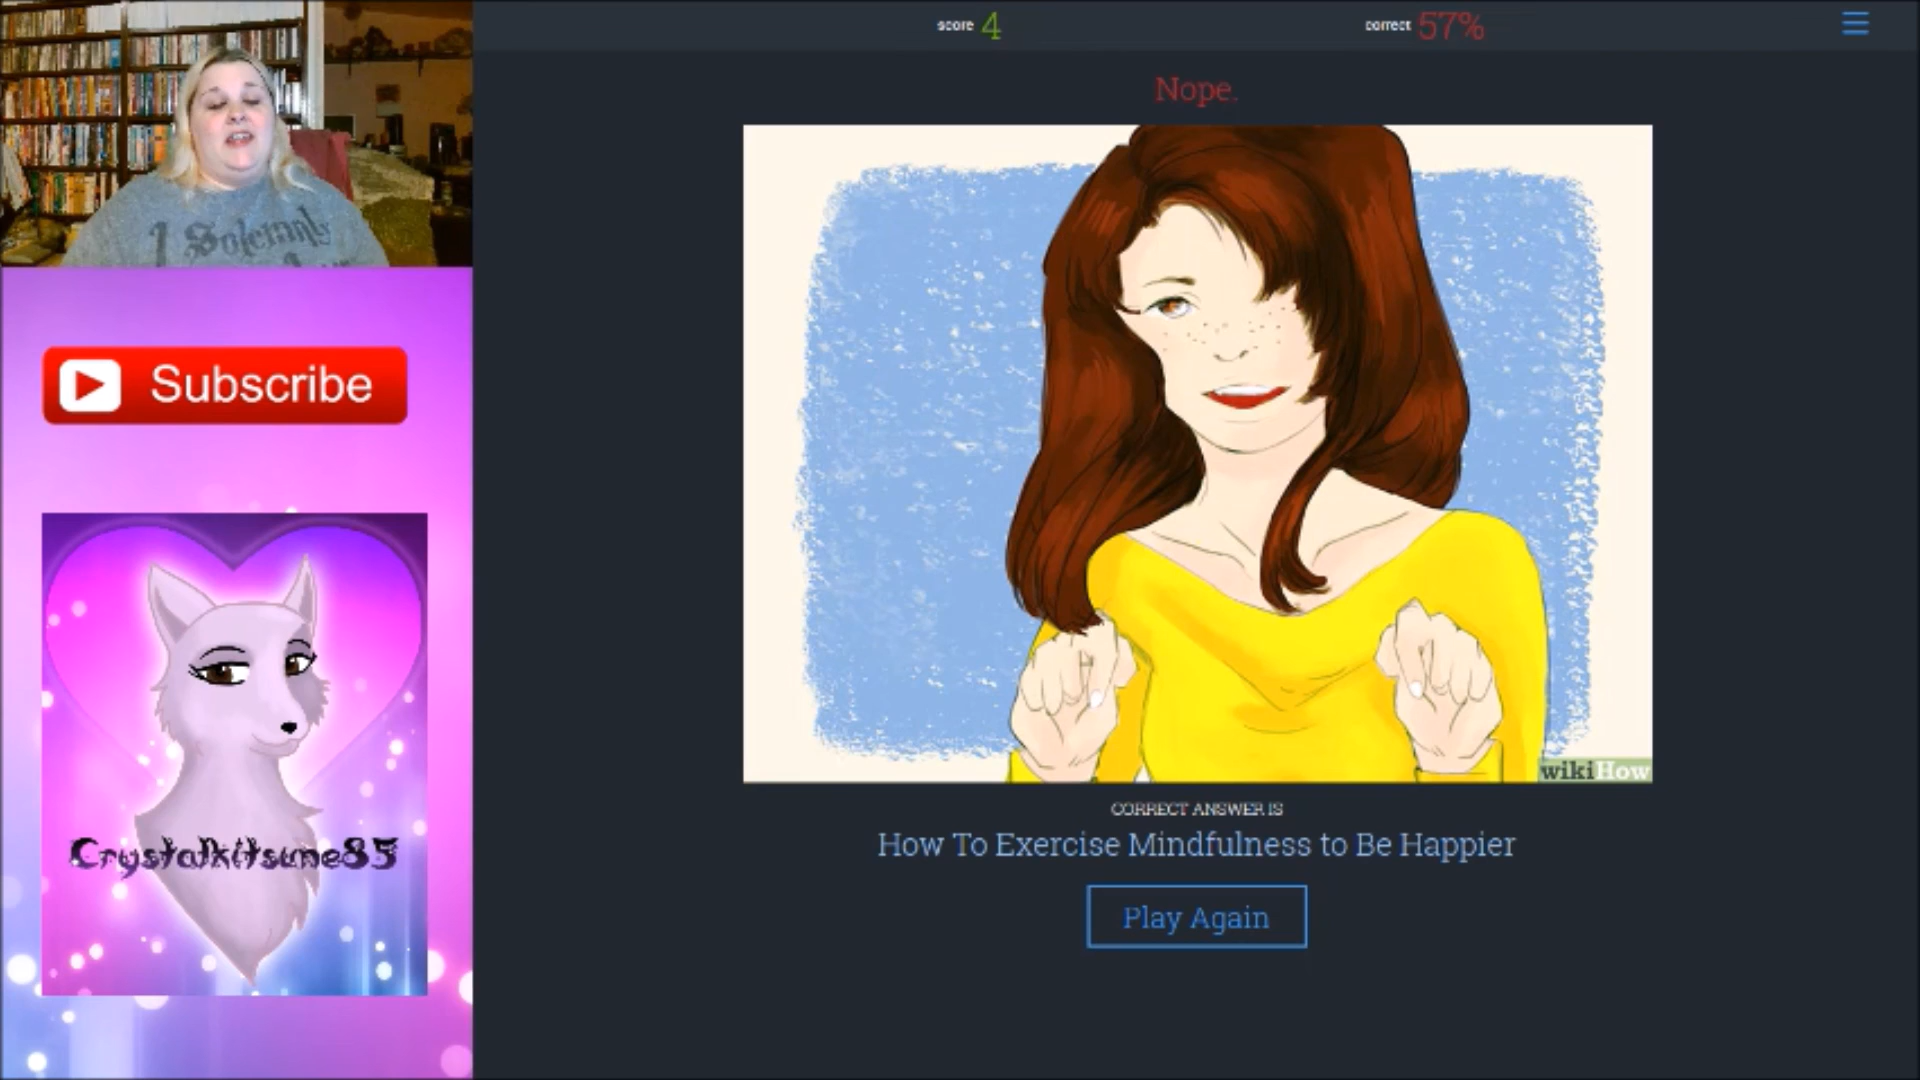 score 4
correct 57%
Nope.
I Solemnly
Subscribe
Crystalkitsune85
wikiHow
CORRECT ANSWER IS
How To Exercise Mindfulness to Be Happier
Play Again